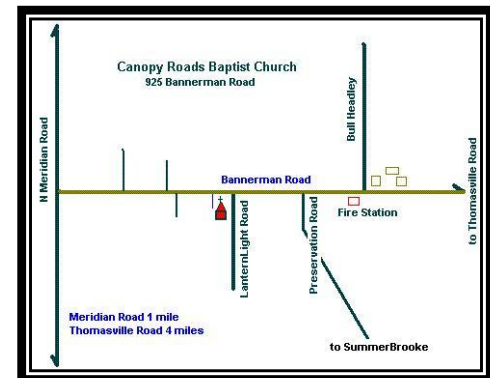 Canopy Roads Baptist Church
925 Bannerman Road
N Meridian Road
Bull Headley
to Thomasville Road
Bannerman Road
Fire Station
LanternLight Road
Preservation Road
Meridian Road 1 mile
Thomasville Road 4 miles
to SummerBrooke